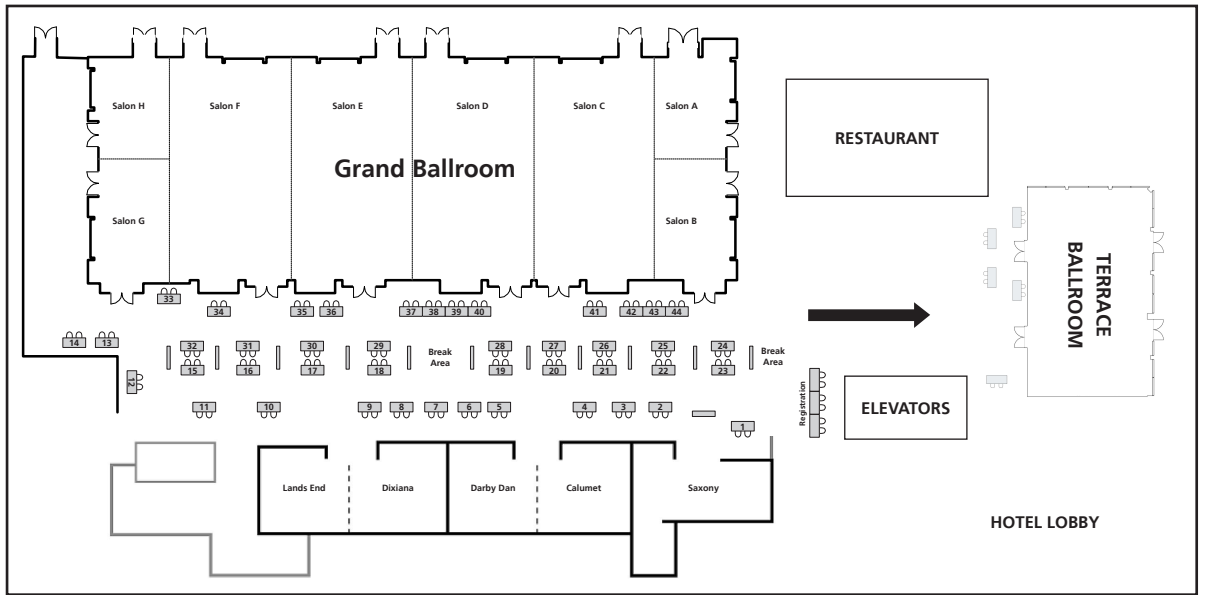 Salon H
Salon F
Salon E
Salon D
Salon C
Salon A
RESTAURANT
Grand Ballroom
Salon G
Salon B
TERRACE
BALLROOM
33
34
35
36
37
38
39
40
41
42
43
44
14
13
32
31
30
29
Break
Area
28
27
26
25
24
Break
Area
15
16
17
18
19
20
21
22
23
12
11
10
9
8
7
6
5
4
3
2
1
Registration
ELEVATORS
Lands End
Dixiana
Darby Dan
Calumet
Saxony
HOTEL LOBBY